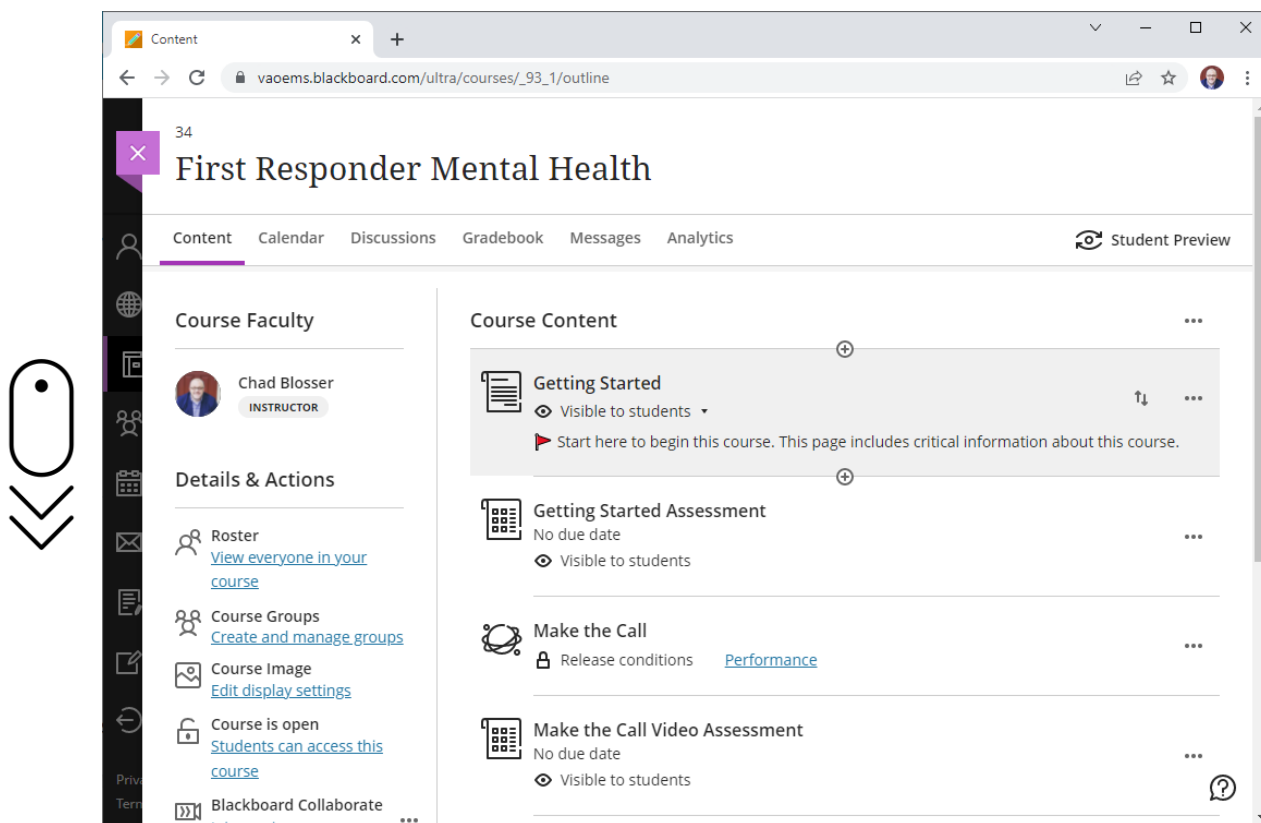 Content
vaoems.blackboard.com/ultra/courses/_93_1/outline
34
First Responder Mental Health
Content Calendar Discussions Gradebook Messages Analytics
Student Preview
Course Faculty
Chad Blosser
INSTRUCTOR
Details & Actions
Roster
View everyone in your
course
Course Groups
Create and manage groups
Course Image
Edit display settings
Course is open
Students can access this
course
Blackboard Collaborate
Course Content
Getting Started
Visible to students
Start here to begin this course. This page includes critical information about this course.
Getting Started Assessment
No due date
Visible to students
Make the Call
Release conditions Performance
Make the Call Video Assessment
No due date
Visible to students